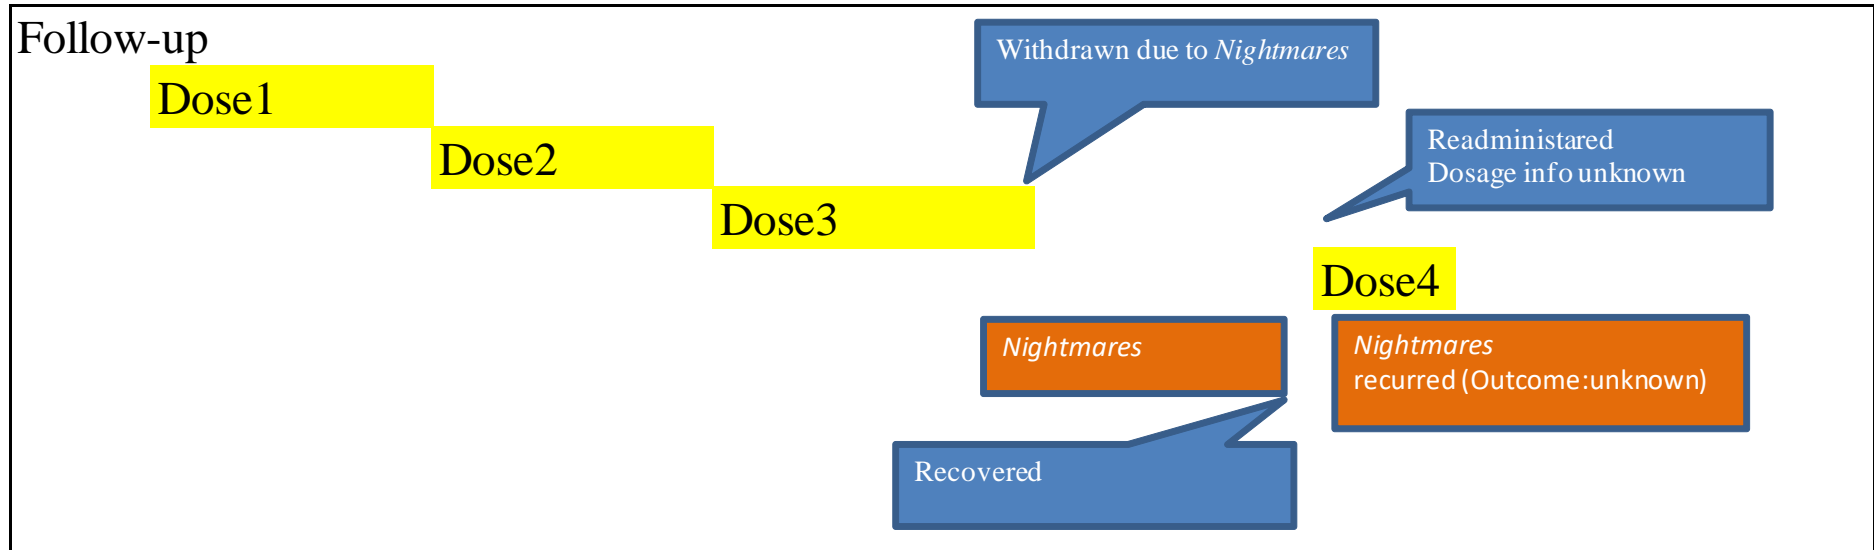 Follow-up
Withdrawn due to Nightmares
Dose1
Readministared
Dosage info unknown
Dose2
Dose3
Dose4
Nightmares
Nightmares
recurred (Outcome:unknown)
Recovered